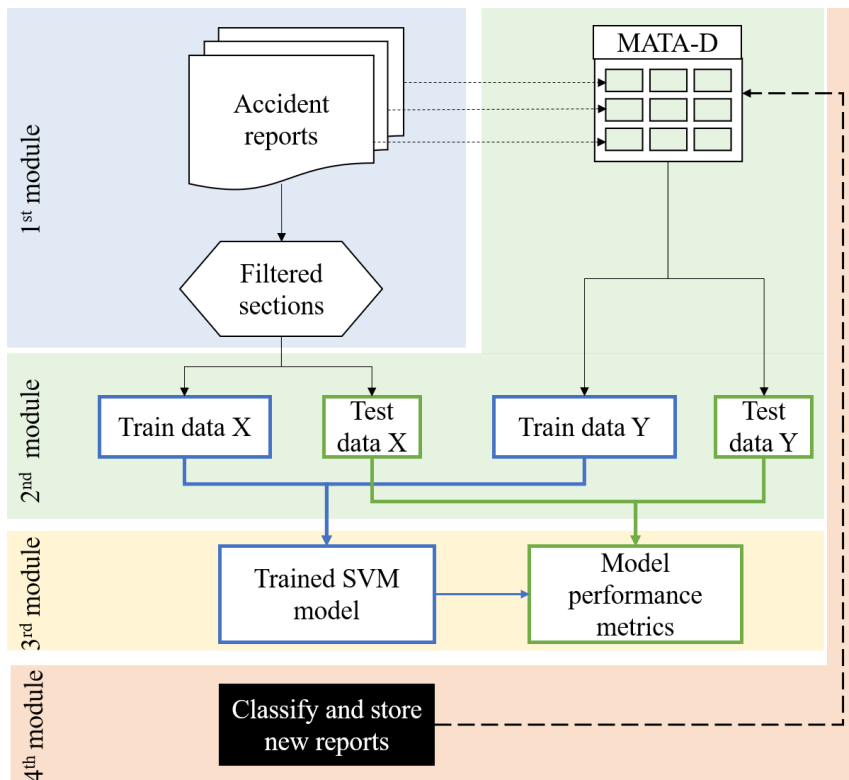 MATA-D
Accident
reports
1st module
Filtered
sections
Train data X
Test
data X
Train data Y
Test
data Y
2nd module
Trained SVM
model
Model
performance
metrics
3rd module
Classify and store
new reports
4th module